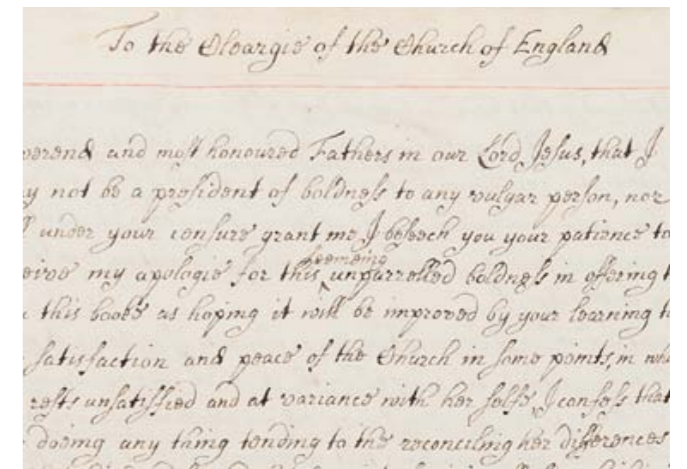 To the Cleargie of the Church of England
verend and most honoured Fathers in our Lord Jesus, that I
y not be a president of boldness to any vulgar person, nor
l under your censure grant me I beseech you your patience to
ceive my apologie for this unparrelled boldness in offering t
seemeing
this booke as hoping it will be improved by your learning to
satisfaction and peace of the Church in some points, in whi
rests unsatisfied and at variance with her selfe, I confess that
doeing any thing tending to the reconcileing her differences